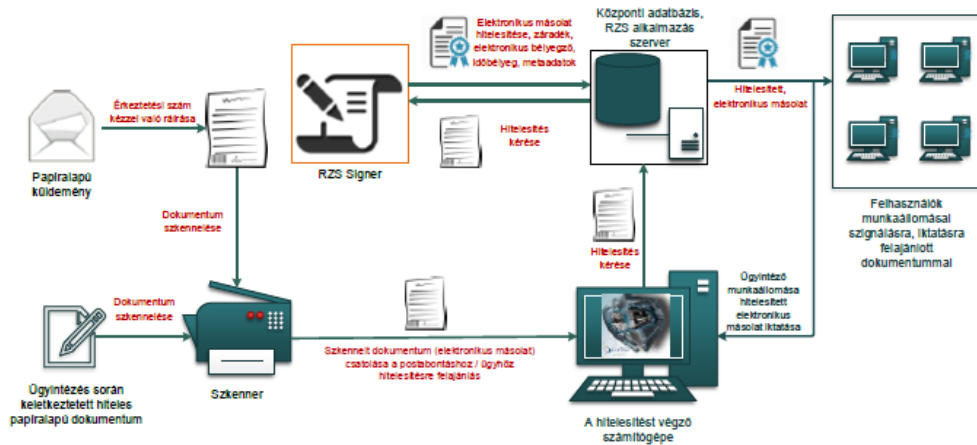 Elektronikus másolat
hitelesítése, záradék,
elektronikus bélyegző,
időbélyeg, metaadatok
Központi adatbázis,
RZS alkalmazás
szerver
Hitelesített,
elektronikus másolat
Érkeztetési szám
kézzel való ráírása
Hitelesítés
kérése
Papíralapú
küldemény
RZS Signer
Felhasználók
munkaállomásai
szignálásra, iktatásra
felajánlott
dokumentummal
Dokumentum
szkennelése
Hitelesítés
kérése
Ügyintéző
munkaállomása
hitelesített
elektronikus
másolat iktatása
Dokumentum
szkennelése
Szkennelt dokumentum (elektronikus másolat)
csatolása a postabontáshoz / ügyhöz
hitelesítésre felajánlás
Ügyintézés során
keletkeztetett hiteles
papíralapú dokumentum
Szkenner
A hitelesítést végző
számítógépe